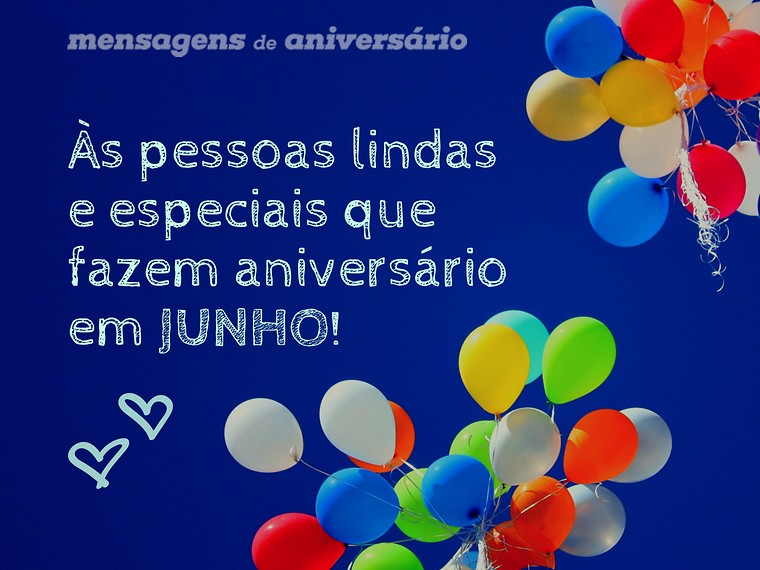 mensagens de aniversário
Às pessoas lindas
e especiais que
fazem aniversário
em JUNHO!